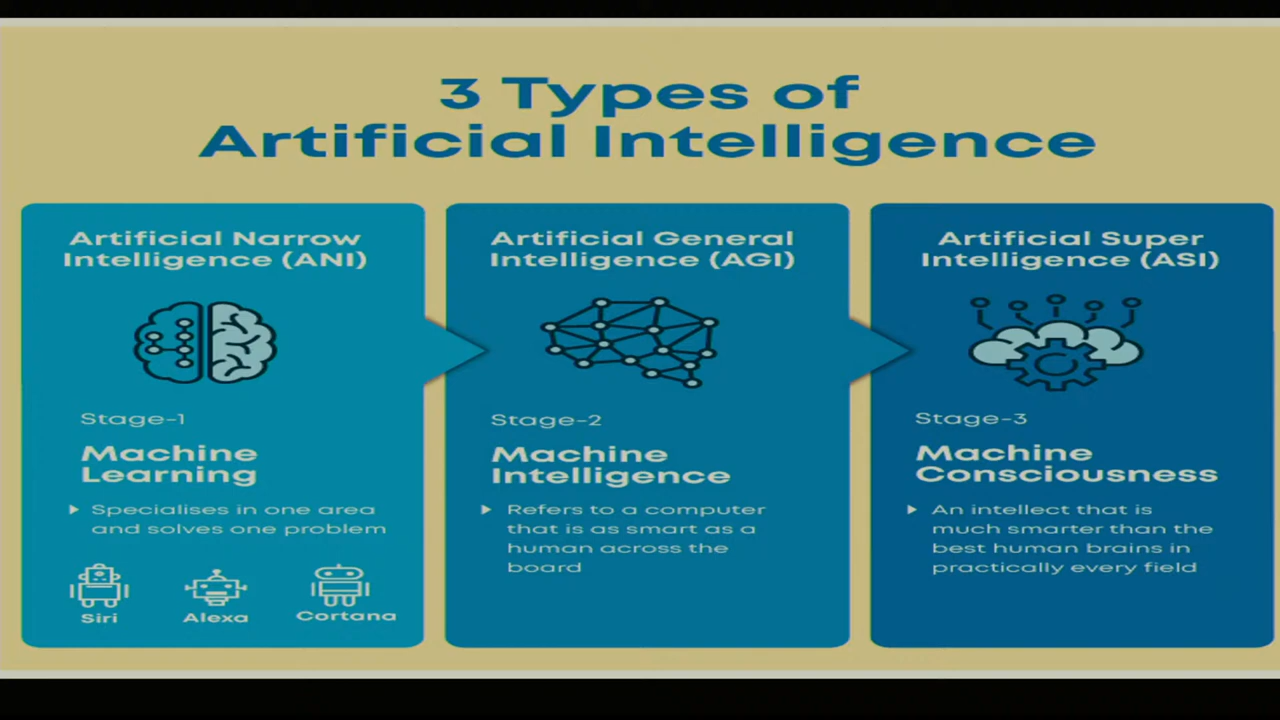 3 Types of
Artificial Intelligence
Artificial Narrow
Intelligence (ANI)
Stage-1
Machine
Learning
Specialises in one area
and solves one problem
Siri
Alexa
Cortana
Artificial General
Intelligence (AGI)
Stage-2
Machine
Intelligence
Refers to a computer
that is as smart as a
human across the
board
Artificial Super
Intelligence (ASI)
Stage-3
Machine
Consciousness
An intellect that is
much smarter than the
best human brains in
practically every field